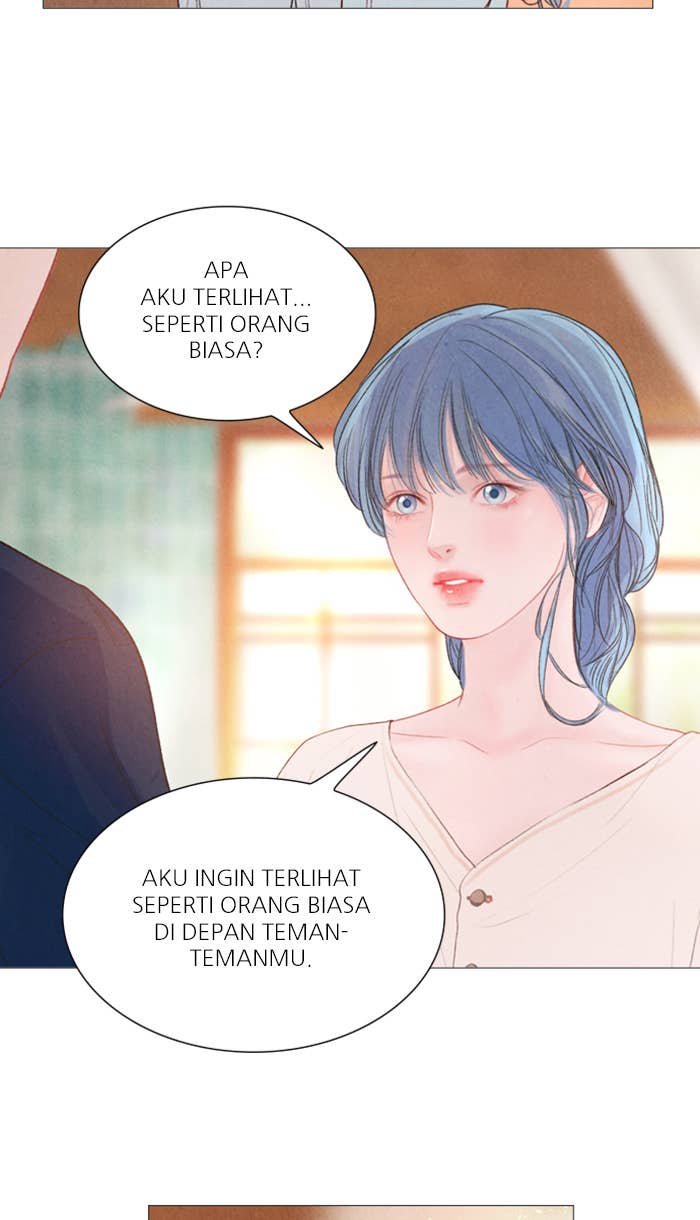 APA
AKU TERLIHAT...
SEPERTI ORANG
BIASA?
AKU INGIN TERLIHAT
SEPERTI ORANG BIASA
DI DEPAN TEMAN-
TEMANMU.